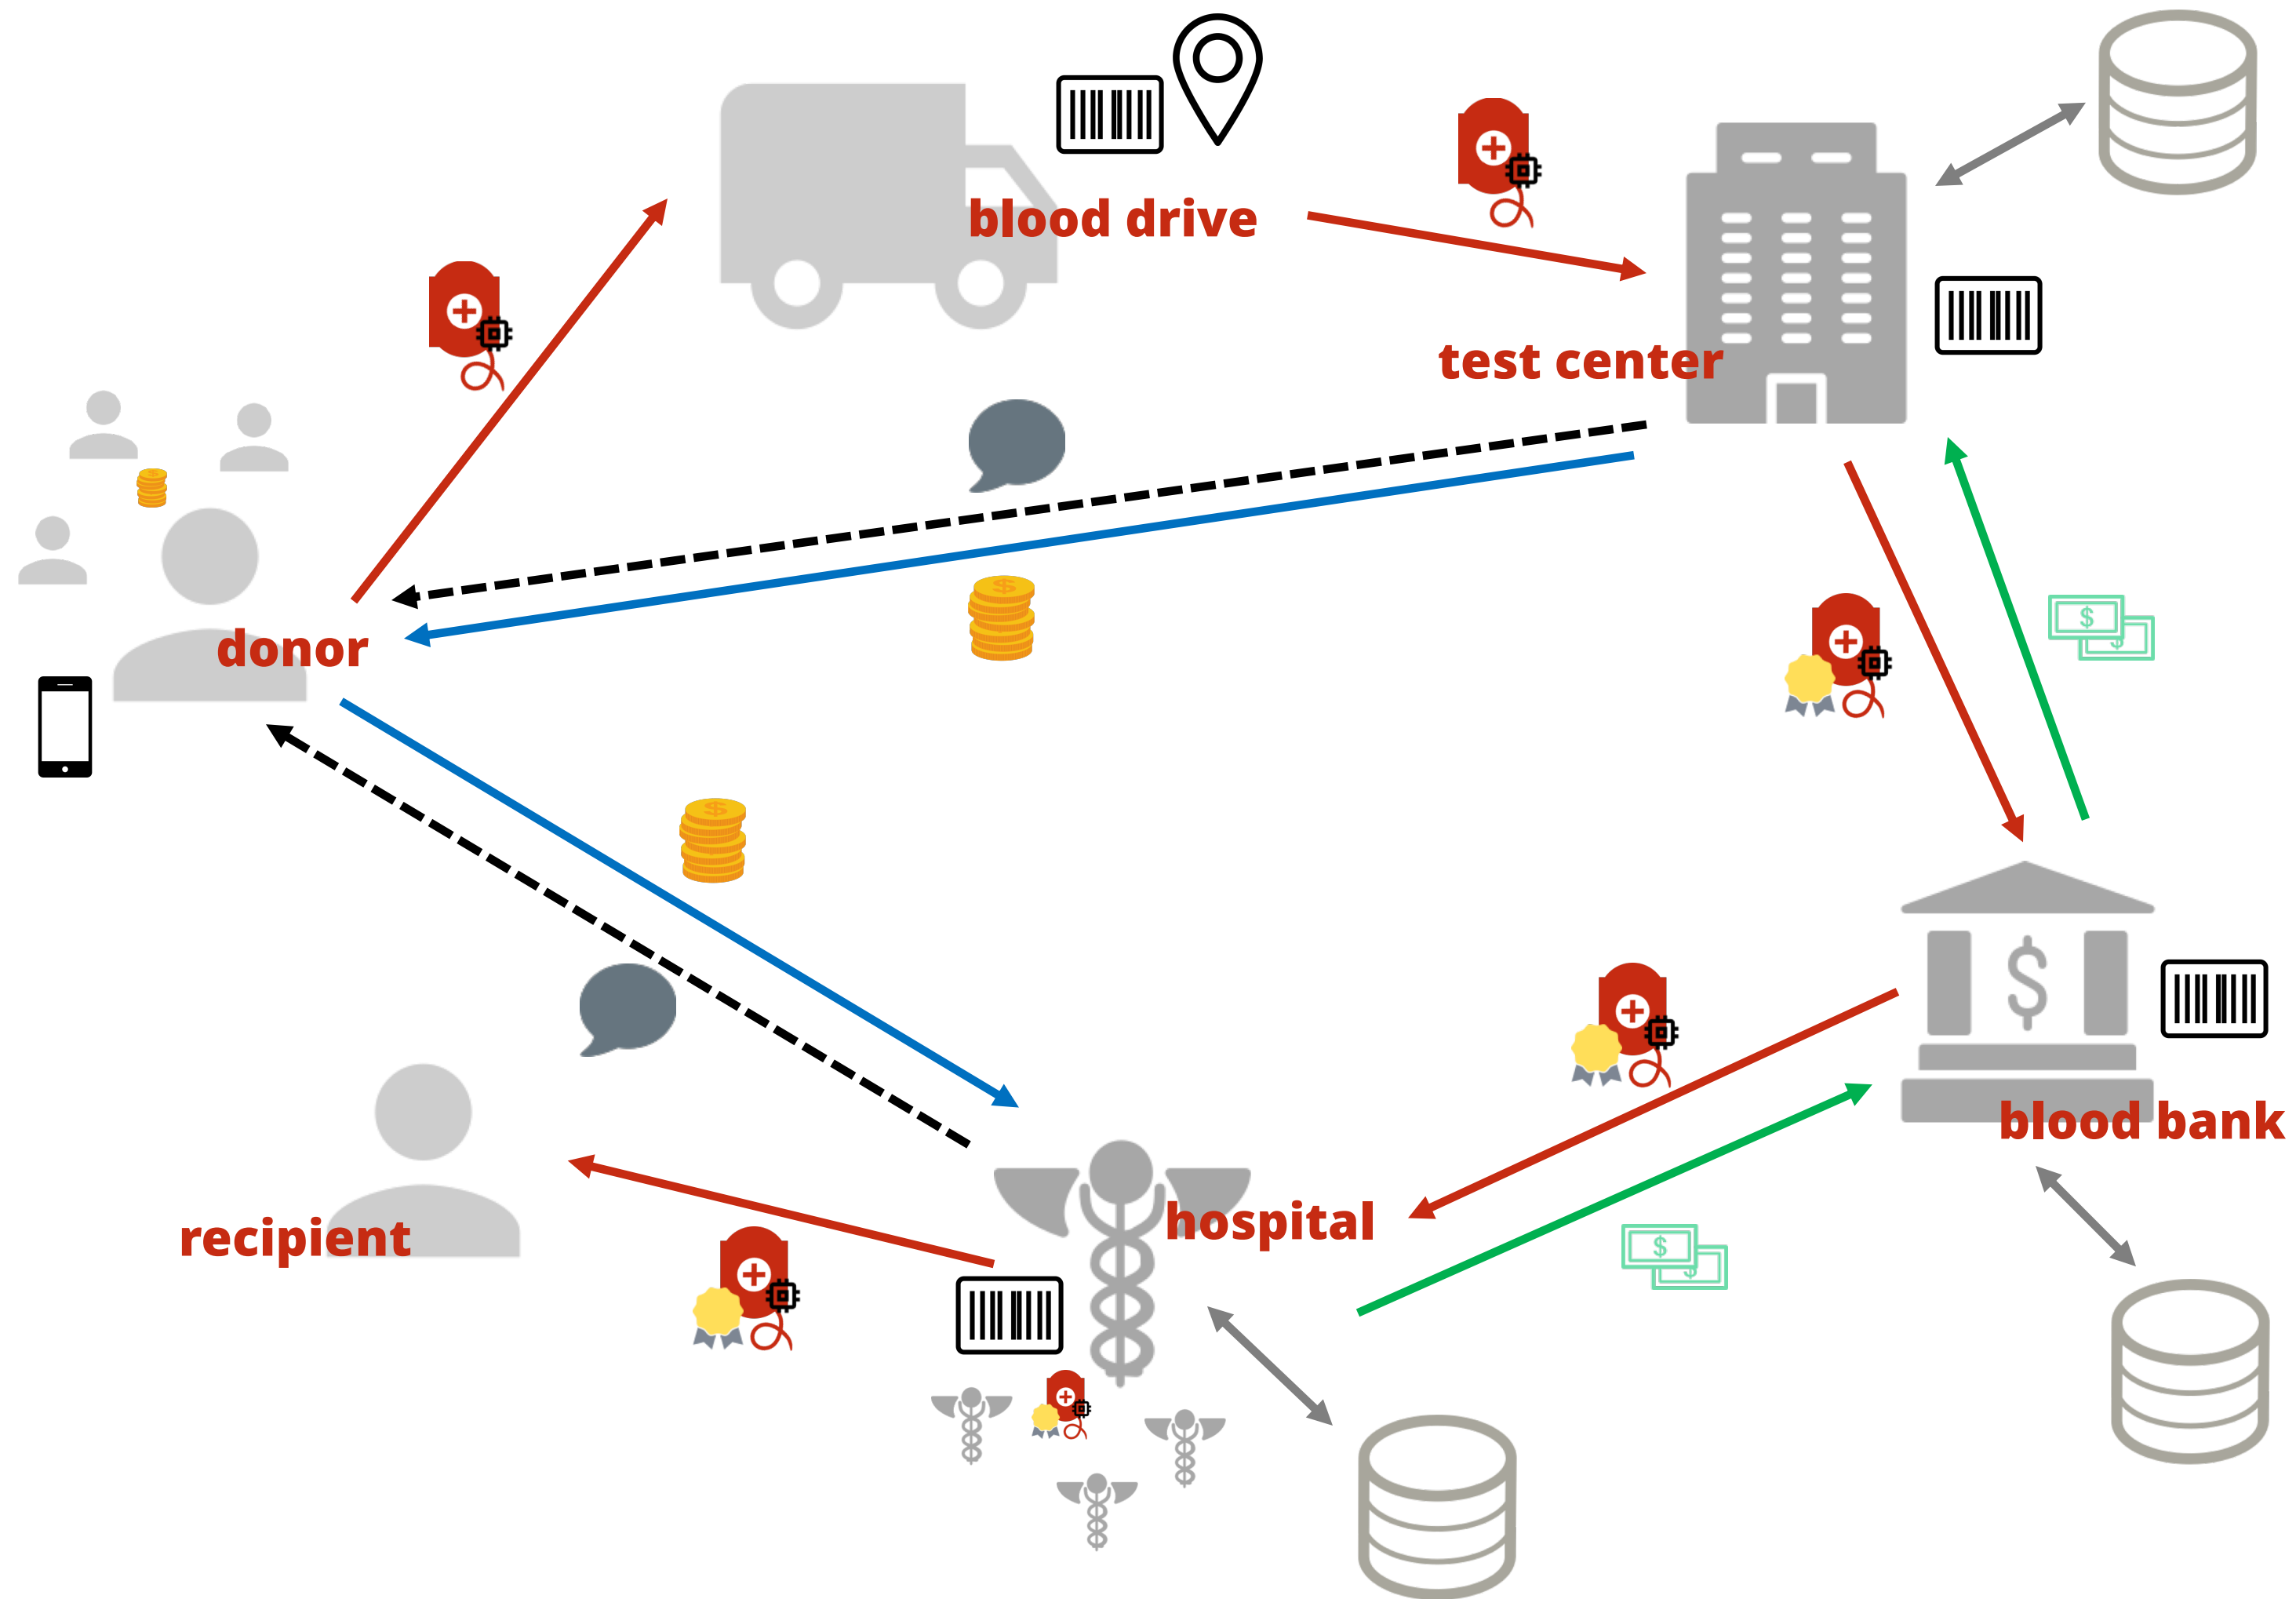 blood drive
test center
donor
blood bank
hospital
recipient